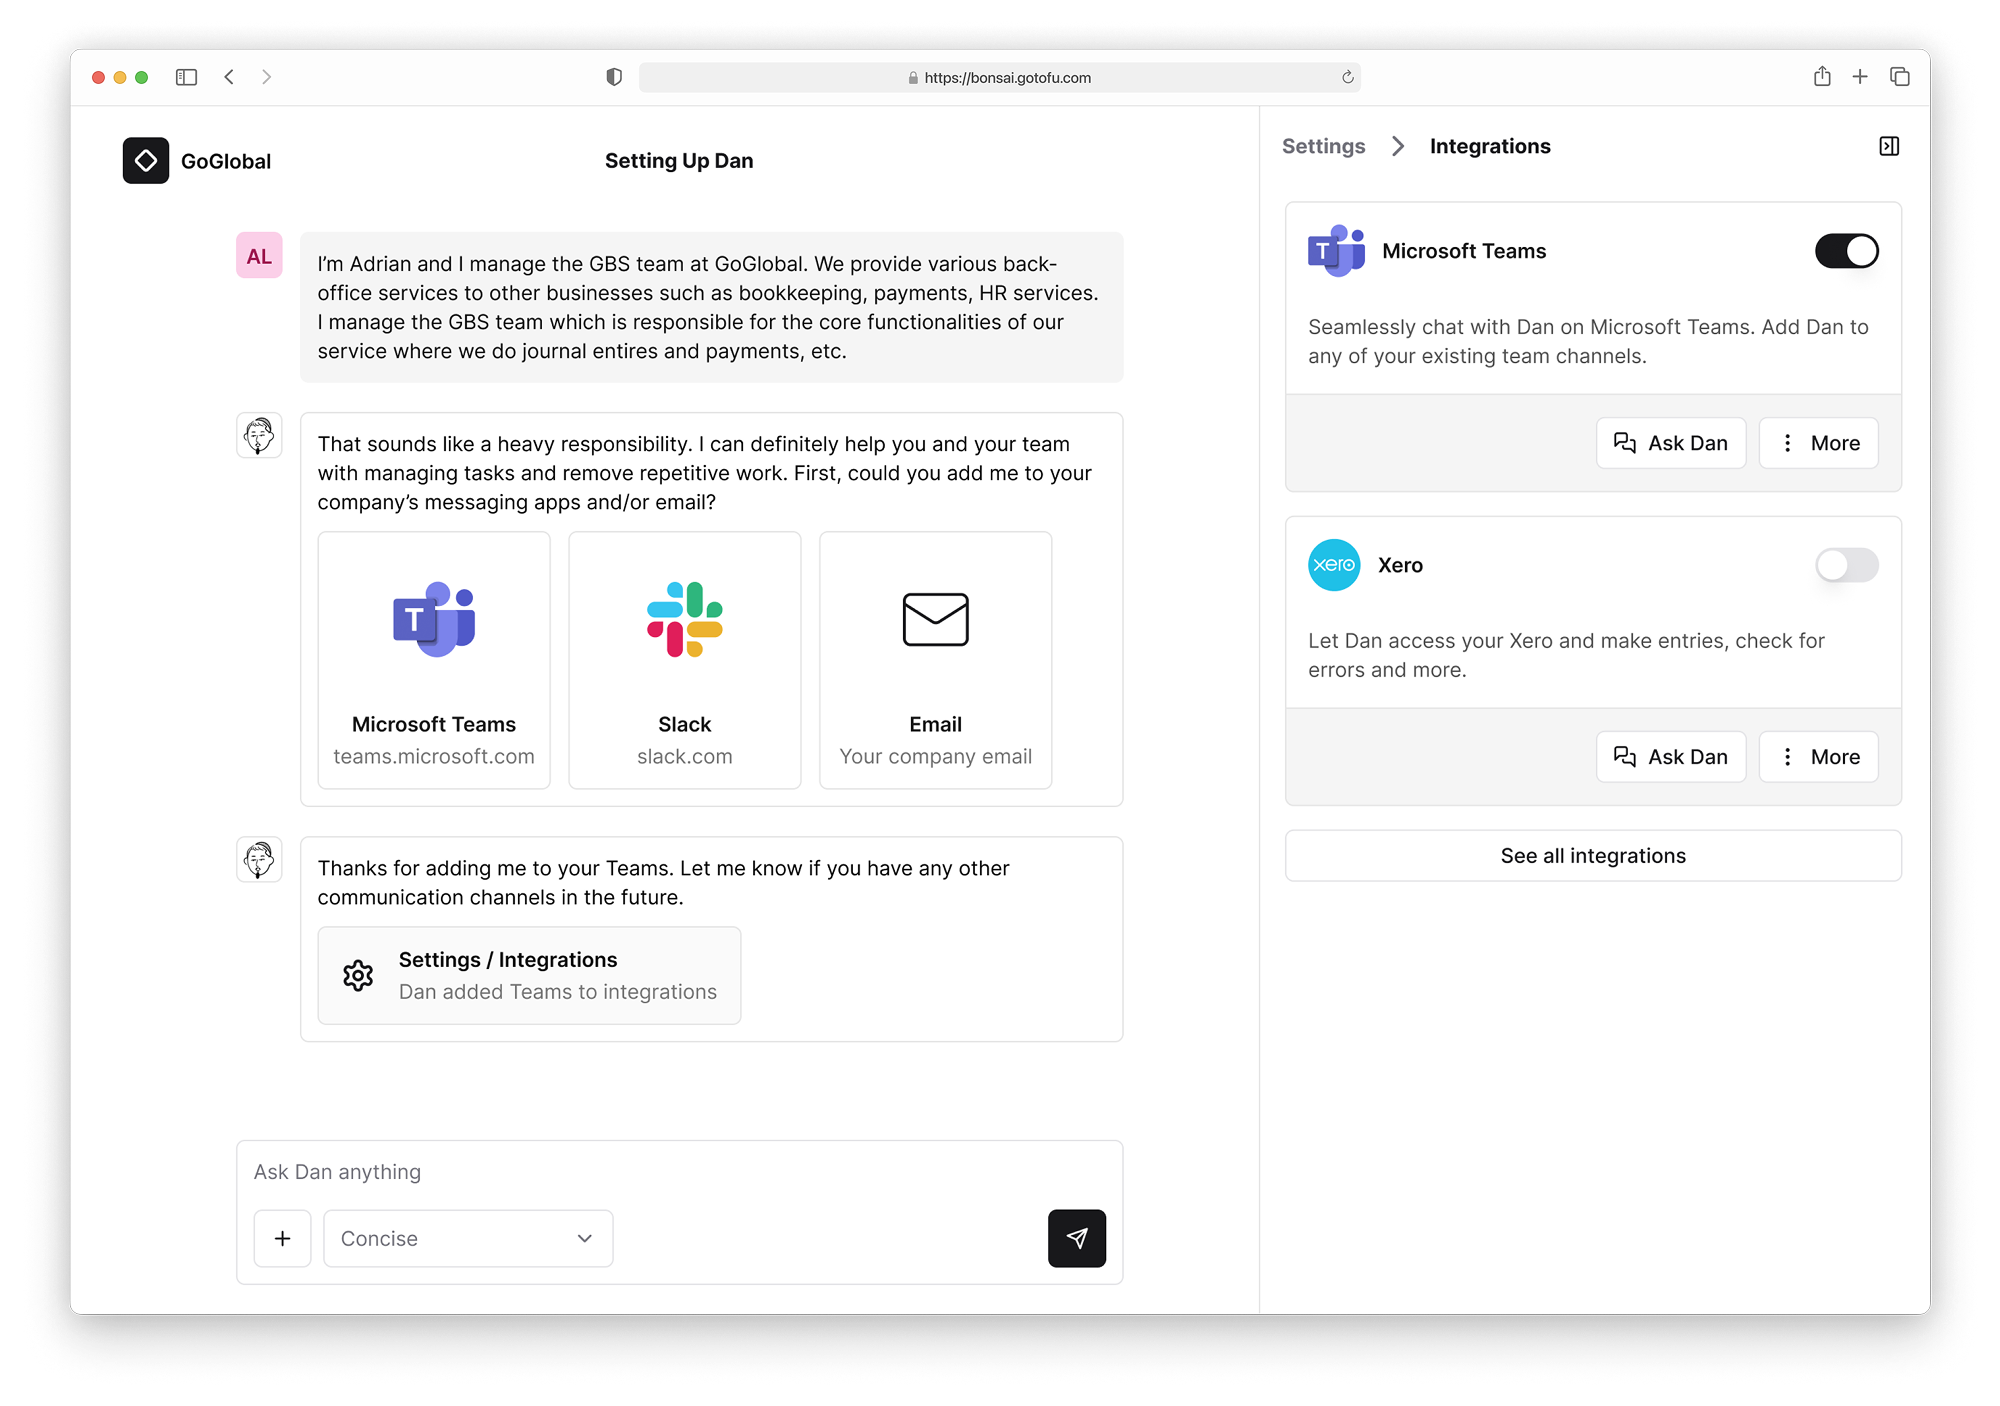 https://bonsai.gotofu.com
GoGlobal
Setting Up Dan
AL
I’m Adrian and I manage the GBS team at GoGlobal. We provide various back-
office services to other businesses such as bookkeeping, payments, HR services.
I manage the GBS team which is responsible for the core functionalities of our
service where we do journal entires and payments, etc.
That sounds like a heavy responsibility. I can definitely help you and your team
with managing tasks and remove repetitive work. First, could you add me to your
company’s messaging apps and/or email?
T
Microsoft Teams
teams.microsoft.com
Slack
slack.com
Email
Your company email
Thanks for adding me to your Teams. Let me know if you have any other
communication channels in the future.
Settings / Integrations
Dan added Teams to integrations
Ask Dan anything
Concise
Settings
Integrations
T
Microsoft Teams
Seamlessly chat with Dan on Microsoft Teams. Add Dan to
any of your existing team channels.
Ask Dan
More
xero
Xero
Let Dan access your Xero and make entries, check for
errors and more.
Ask Dan
More
See all integrations